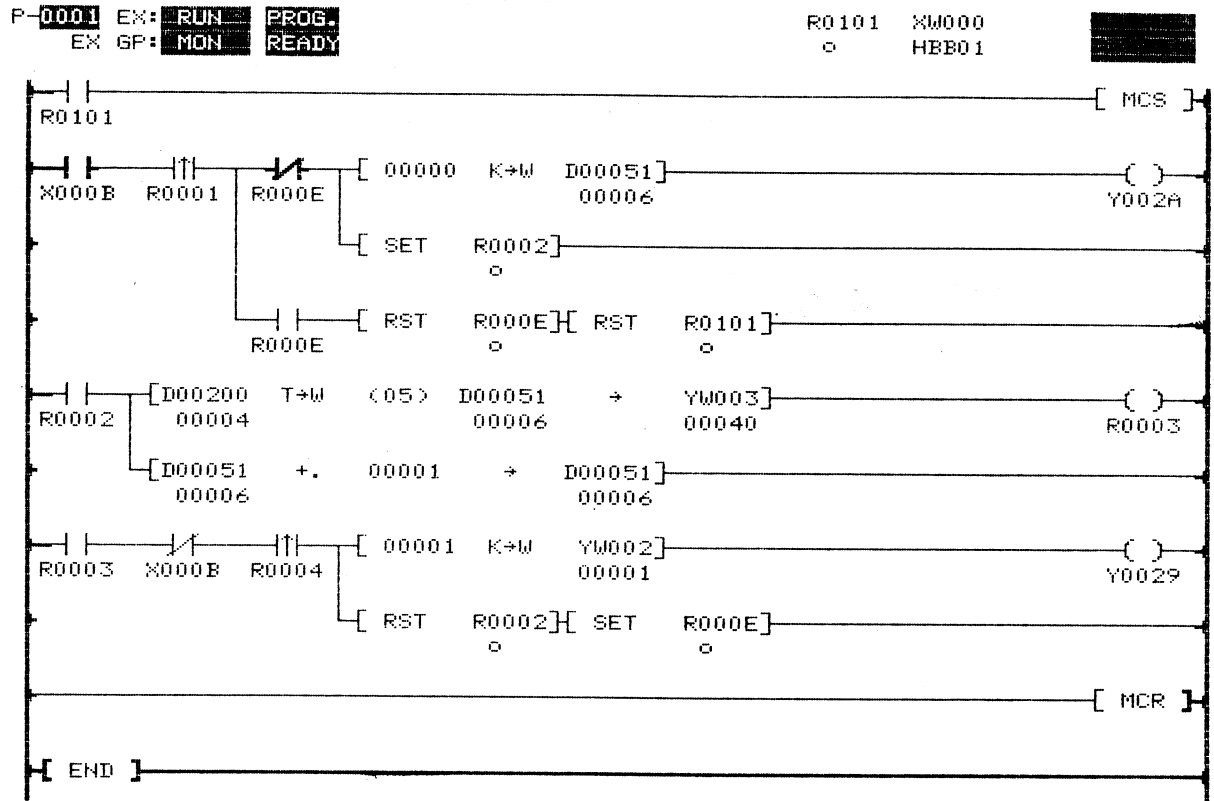 P-0001 EX: RUN PROG. R0101 XW000
EX GP: MON READY o HBB01
[ MCS ]
R0101
[ 00000 K→W D00051] ( )
X000B R0001 R000E 00006 Y002A
[ SET R0002]
o
[ RST R000E][ RST R0101]
R000E o o
[D00200 T→W (05) D00051 → YW003] ( )
R0002 00004 00006 00040 R0003
[D00051 +. 00001 → D00051]
00006 00006
[ 00001 K→W YW002] ( )
R0003 X000B R0004 00001 Y0029
[ RST R0002][ SET R000E]
o o
[ MCR ]
[ END ]